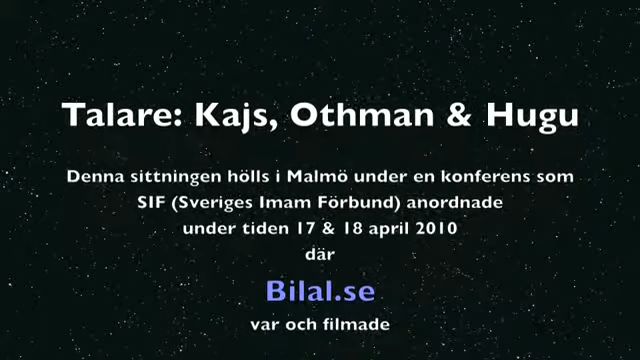 Talare: Kajs, Othman & Hugu
Denna sittningen hölls i Malmö under en konferens som
SIF (Sveriges Imam Förbund) anordnade
under tiden 17 & 18 april 2010
där
Bilal.se
var och filmade